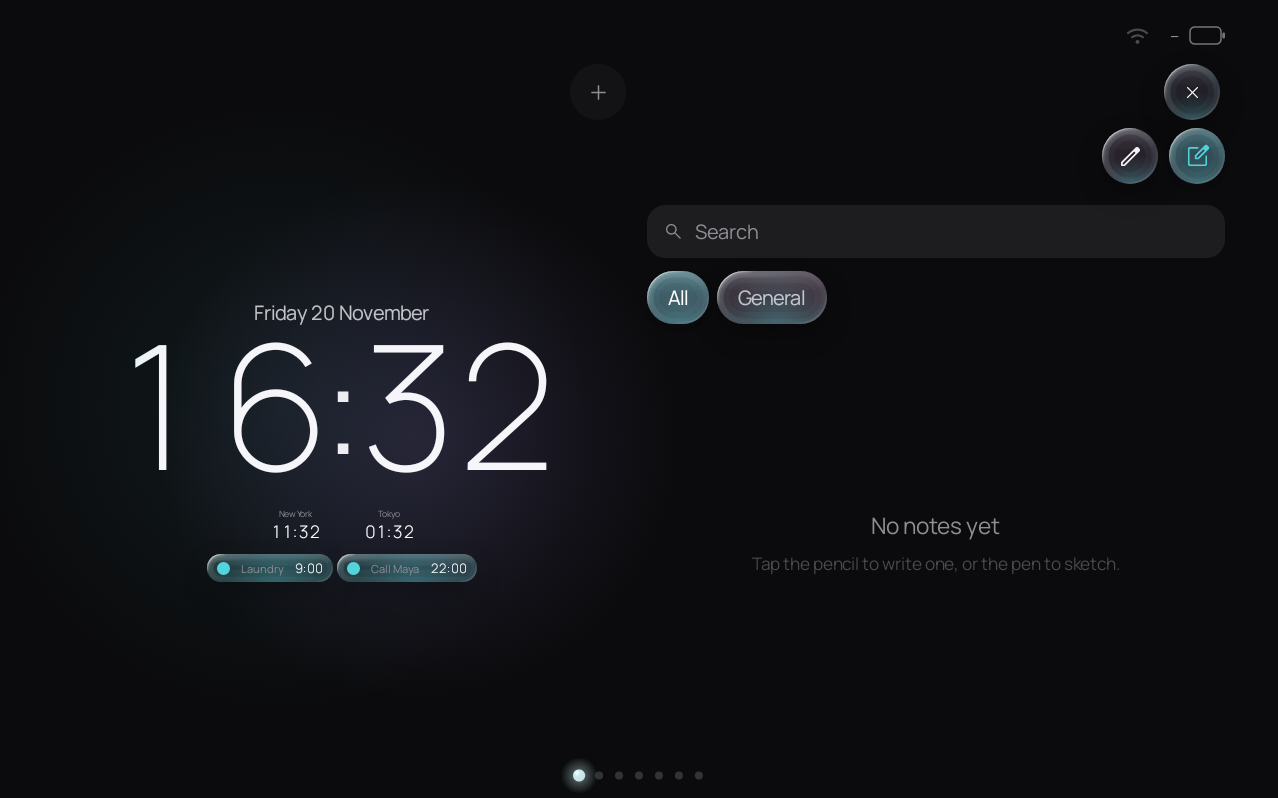 –
Search
All
General
Friday 20 November
16:32
New York
Tokyo
11:32
01:32
Laundry 9:00
Call Maya 22:00
No notes yet
Tap the pencil to write one, or the pen to sketch.